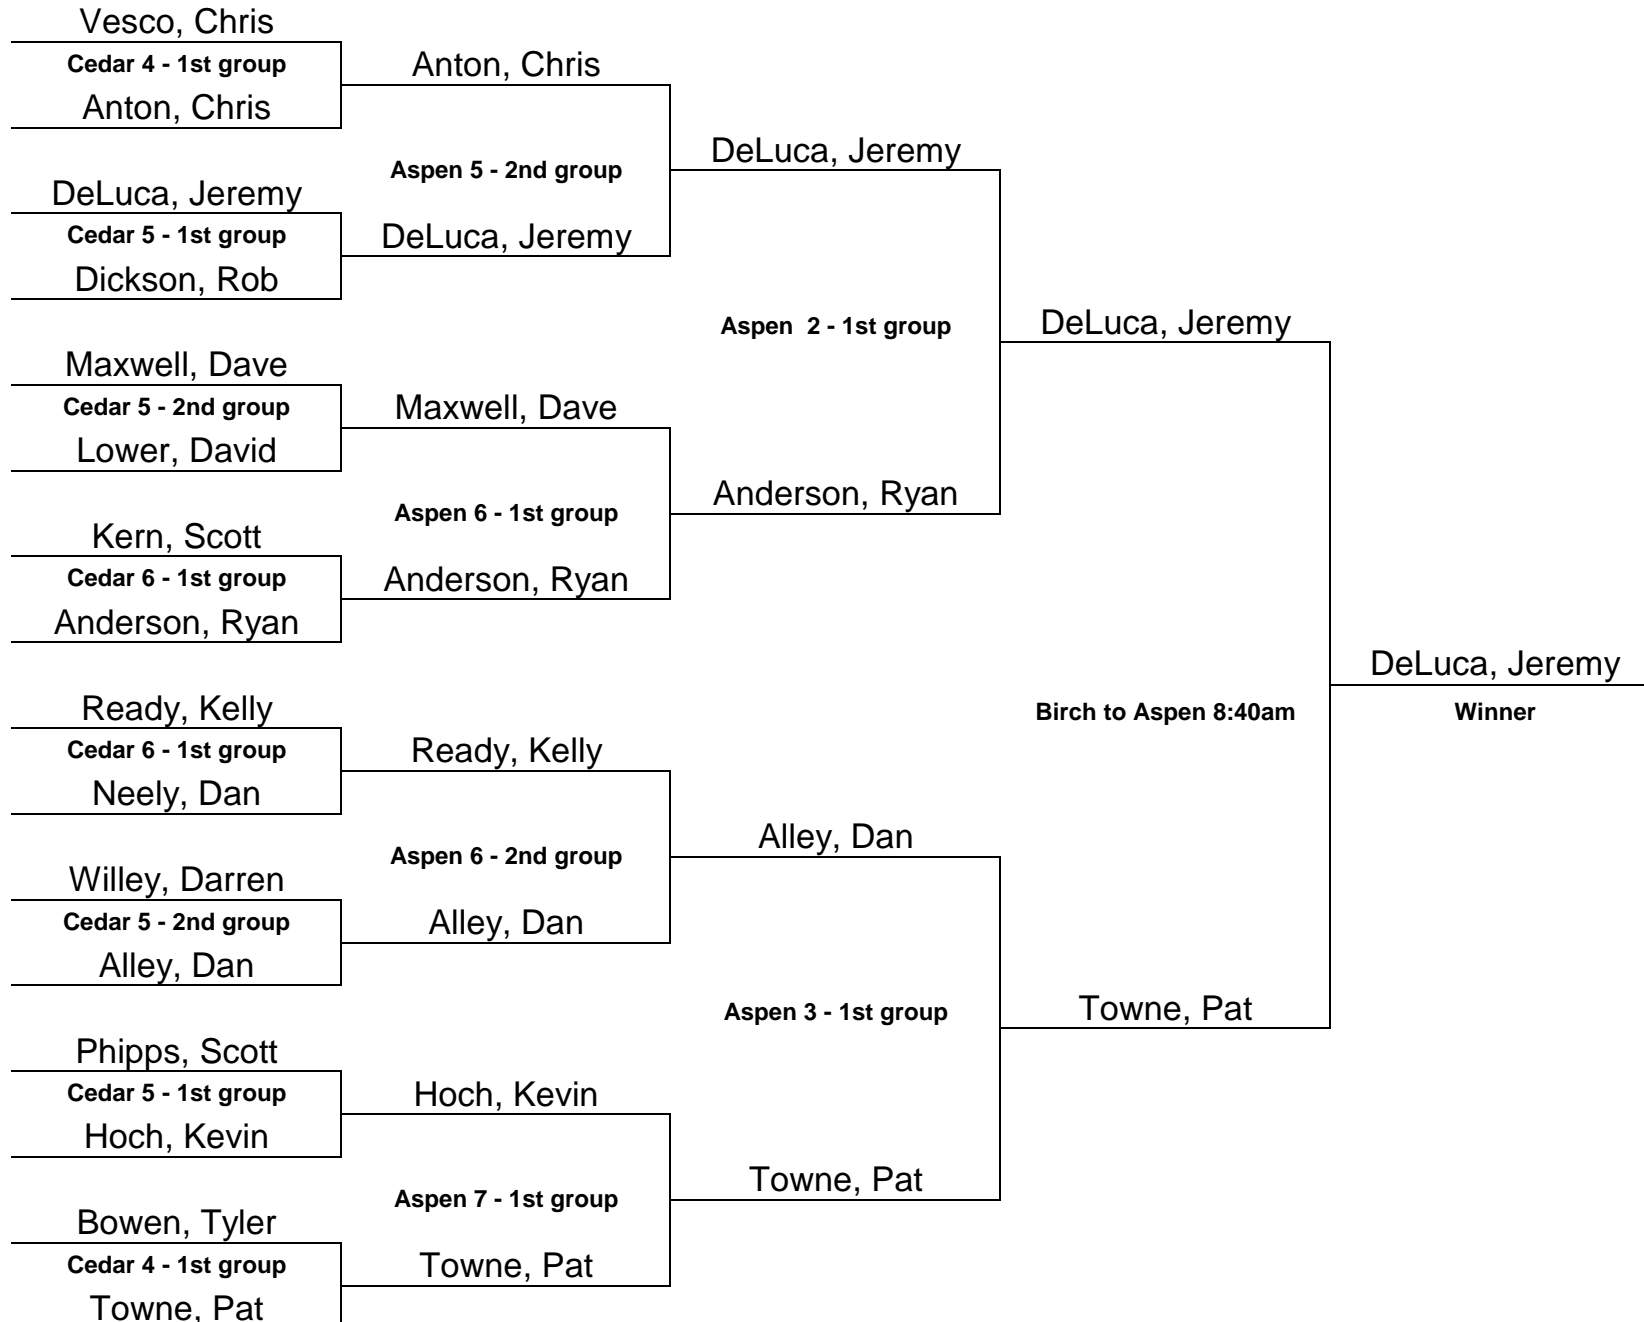 Vesco, Chris
Cedar 4 - 1st group
Anton, Chris
DeLuca, Jeremy
Cedar 5 - 1st group
Dickson, Rob
Maxwell, Dave
Cedar 5 - 2nd group
Lower, David
Kern, Scott
Cedar 6 - 1st group
Anderson, Ryan
Ready, Kelly
Cedar 6 - 1st group
Neely, Dan
Willey, Darren
Cedar 5 - 2nd group
Alley, Dan
Phipps, Scott
Cedar 5 - 1st group
Hoch, Kevin
Bowen, Tyler
Cedar 4 - 1st group
Towne, Pat
Anton, Chris
Aspen 5 - 2nd group
DeLuca, Jeremy
Maxwell, Dave
Aspen 6 - 1st group
Anderson, Ryan
Ready, Kelly
Aspen 6 - 2nd group
Alley, Dan
Hoch, Kevin
Aspen 7 - 1st group
Towne, Pat
DeLuca, Jeremy
Aspen  2 - 1st group
Anderson, Ryan
Alley, Dan
Aspen 3 - 1st group
Towne, Pat
DeLuca, Jeremy
Birch to Aspen 8:40am
Towne, Pat
DeLuca, Jeremy
Winner